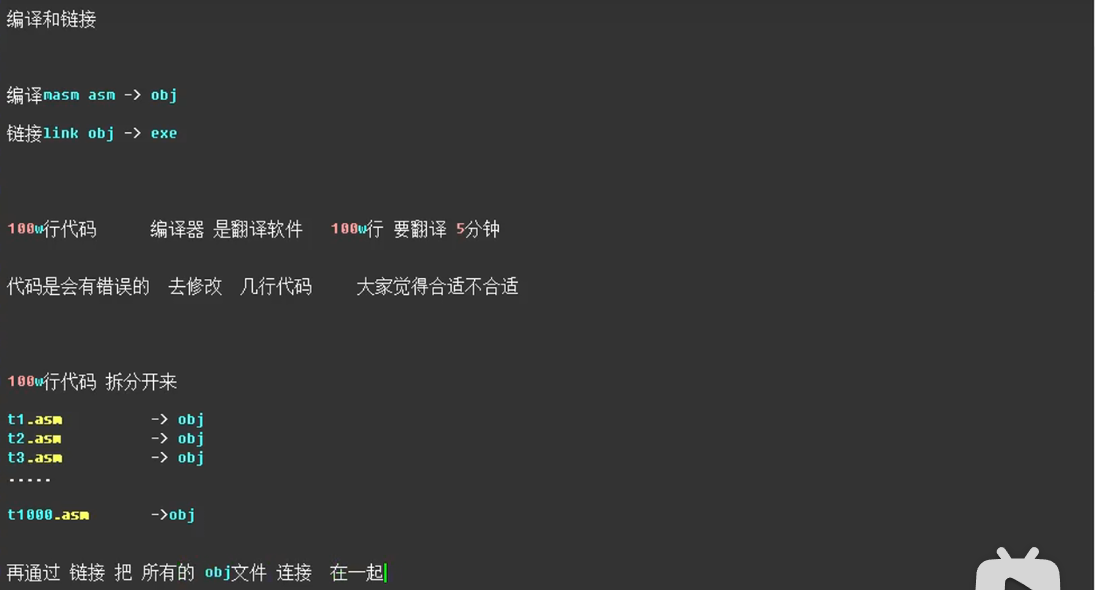 编译和链接
编译masm asm -> obj
链接link obj -> exe
100w行代码 编译器 是翻译软件 100w行 要翻译 5分钟
代码是会有错误的 去修改 几行代码 大家觉得合适不合适
100w行代码 拆分开来
t1.asm -> obj
t2.asm -> obj
t3.asm -> obj
.....
t1000.asm ->obj
再通过 链接 把 所有的 obj文件 连接 在一起